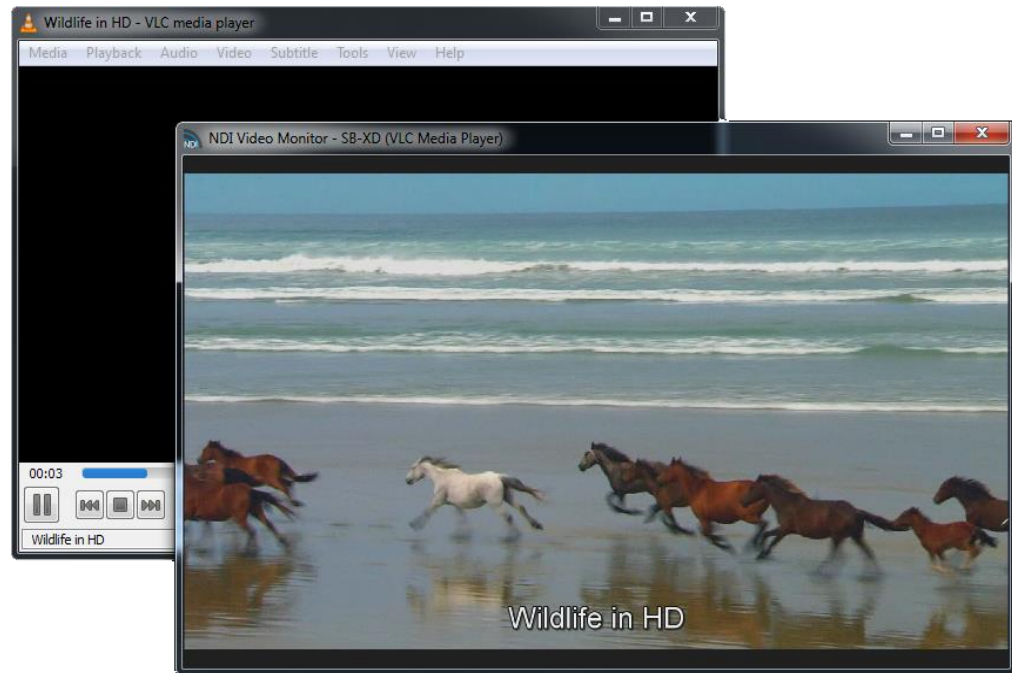 Wildlife in HD - VLC media player
Media Playback Audio Video Subtitle Tools View Help
NDI
NDI Video Monitor - SB-XD (VLC Media Player)
00:03
Wildlife in HD
Wildlife in HD